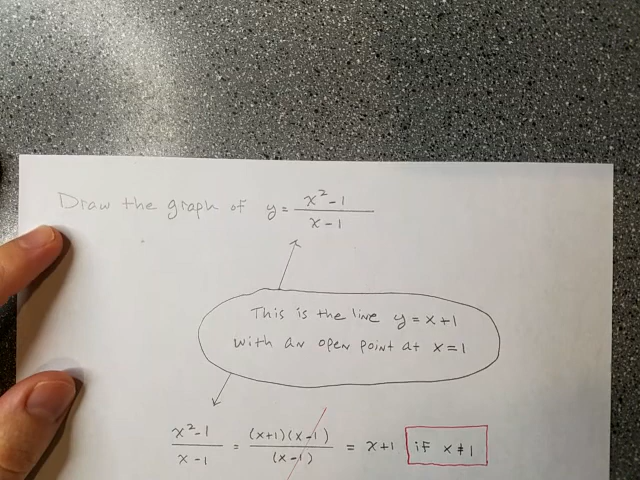 Draw the graph of y = x²-1 / x-1
This is the line y = x+1
with an open point at x=1
x²-1 / x-1 = (x+1)(x-1) / (x-1) = x+1 if x≠1